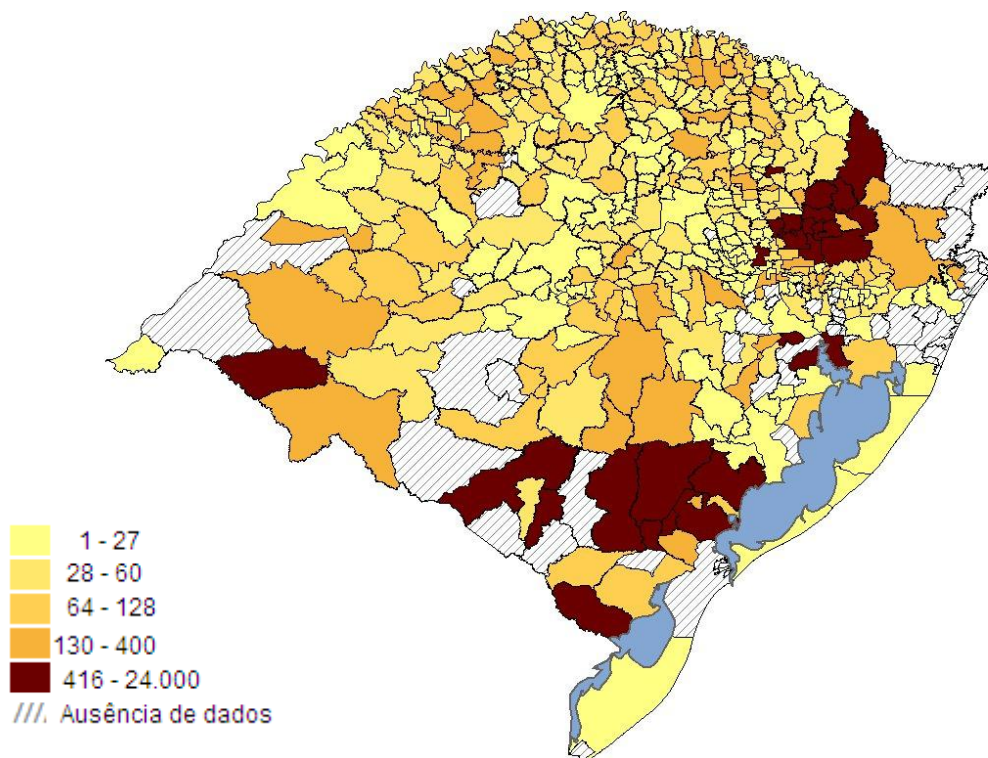 1 - 27
28 - 60
64 - 128
130 - 400
416 - 24.000
Ausência de dados